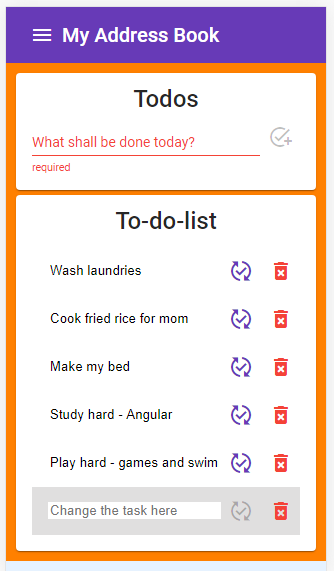 My Address Book
Todos
What shall be done today?
required
To-do-list
Wash laundries
Cook fried rice for mom
Make my bed
Study hard - Angular
Play hard - games and swim
Change the task here